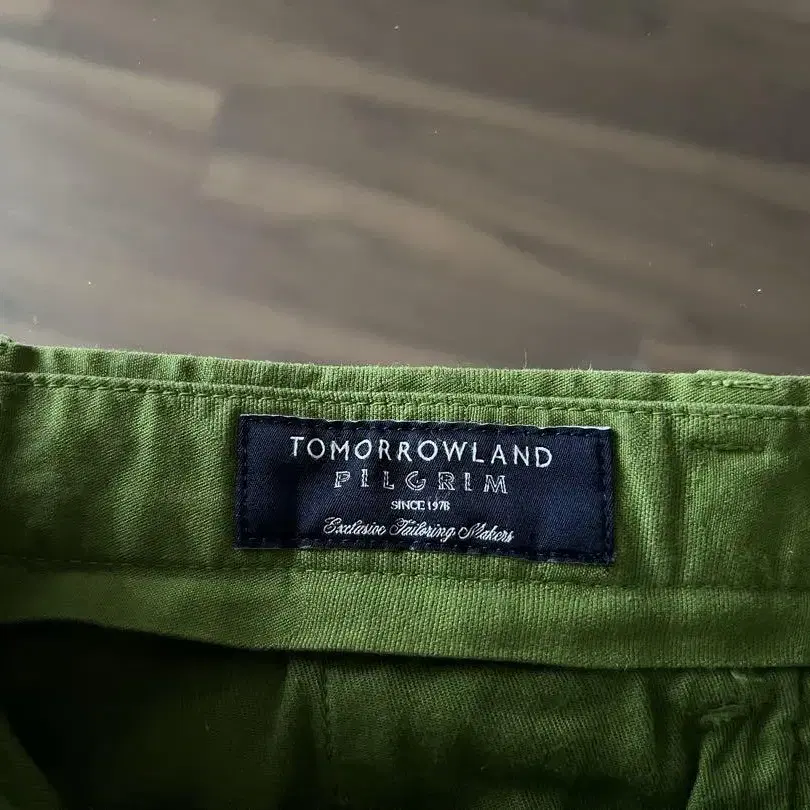 TOMORROWLAND
PILGRIM
SINCE 1978
Exclusive Tailoring Makers